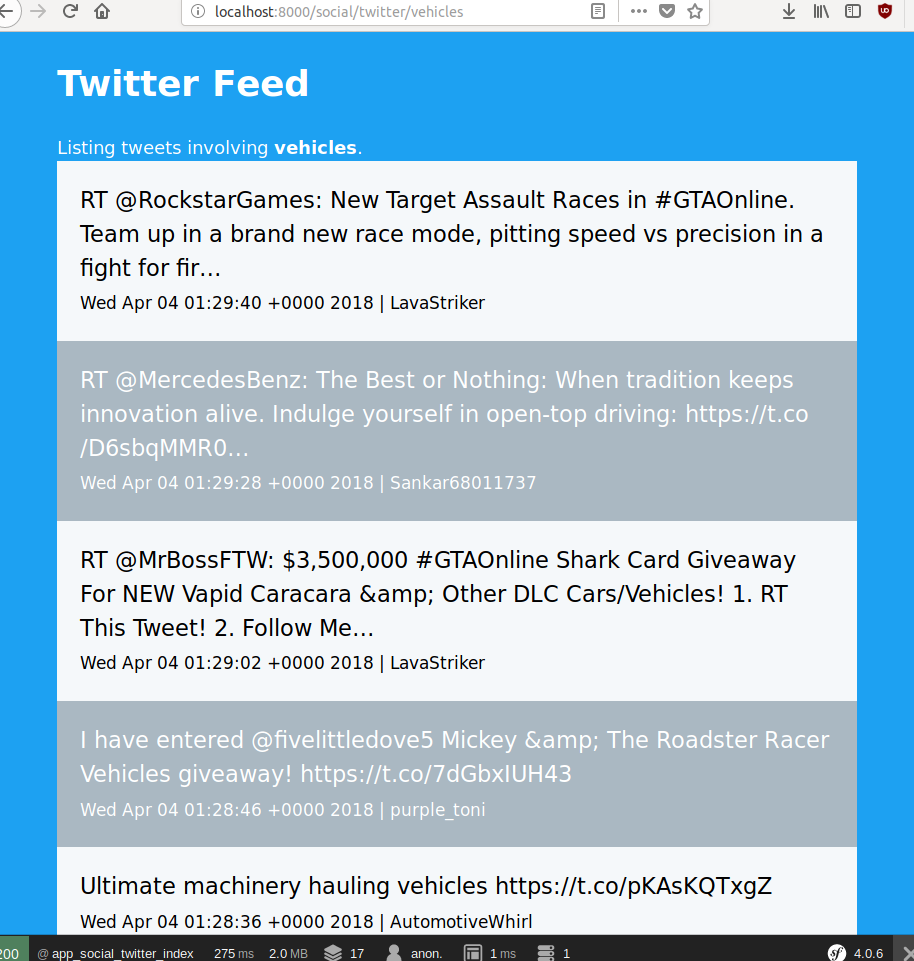 localhost:8000/social/twitter/vehicles
Twitter Feed
Listing tweets involving vehicles.
RT @RockstarGames: New Target Assault Races in #GTAOnline.
Team up in a brand new race mode, pitting speed vs precision in a
fight for fir…
Wed Apr 04 01:29:40 +0000 2018 | LavaStriker
RT @MercedesBenz: The Best or Nothing: When tradition keeps
innovation alive. Indulge yourself in open-top driving: https://t.co
/D6sbqMMR0…
Wed Apr 04 01:29:28 +0000 2018 | Sankar68011737
RT @MrBossFTW: $3,500,000 #GTAOnline Shark Card Giveaway
For NEW Vapid Caracara &amp; Other DLC Cars/Vehicles! 1. RT
This Tweet! 2. Follow Me…
Wed Apr 04 01:29:02 +0000 2018 | LavaStriker
I have entered @fivelittledove5 Mickey &amp; The Roadster Racer
Vehicles giveaway! https://t.co/7dGbxIUH43
Wed Apr 04 01:28:46 +0000 2018 | purple_toni
Ultimate machinery hauling vehicles https://t.co/pKAsKQTxgZ
Wed Apr 04 01:28:36 +0000 2018 | AutomotiveWhirl
200 @ app_social_twitter_index 275 ms 2.0 MB 17 anon. 1 ms 1 sf 4.0.6